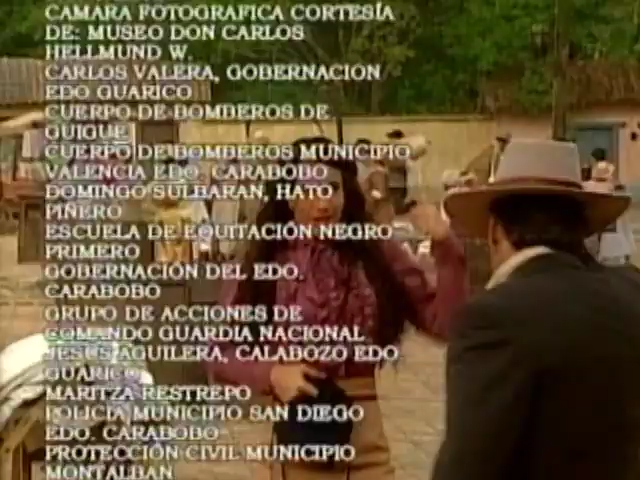 CAMARA FOTOGRAFICA CORTESÍA
DE: MUSEO DON CARLOS
HELLMUND W.
CARLOS VALERA, GOBERNACION
EDO GUARICO
CUERPO DE BOMBEROS DE
GUIGUE
CUERPO DE BOMBEROS MUNICIPIO
VALENCIA EDO. CARABOBO
DOMINGO SULBARAN, HATO
PIÑERO
ESCUELA DE EQUITACIÓN NEGRO
PRIMERO
GOBERNACIÓN DEL EDO.
CARABOBO
GRUPO DE ACCIONES DE
COMANDO GUARDIA NACIONAL
JESÚS AGUILERA, CALABOZO EDO
GUARICO
MARITZA RESTREPO
POLICÍA MUNICIPIO SAN DIEGO
EDO. CARABOBO
PROTECCIÓN CIVIL MUNICIPIO
MONTALBAN